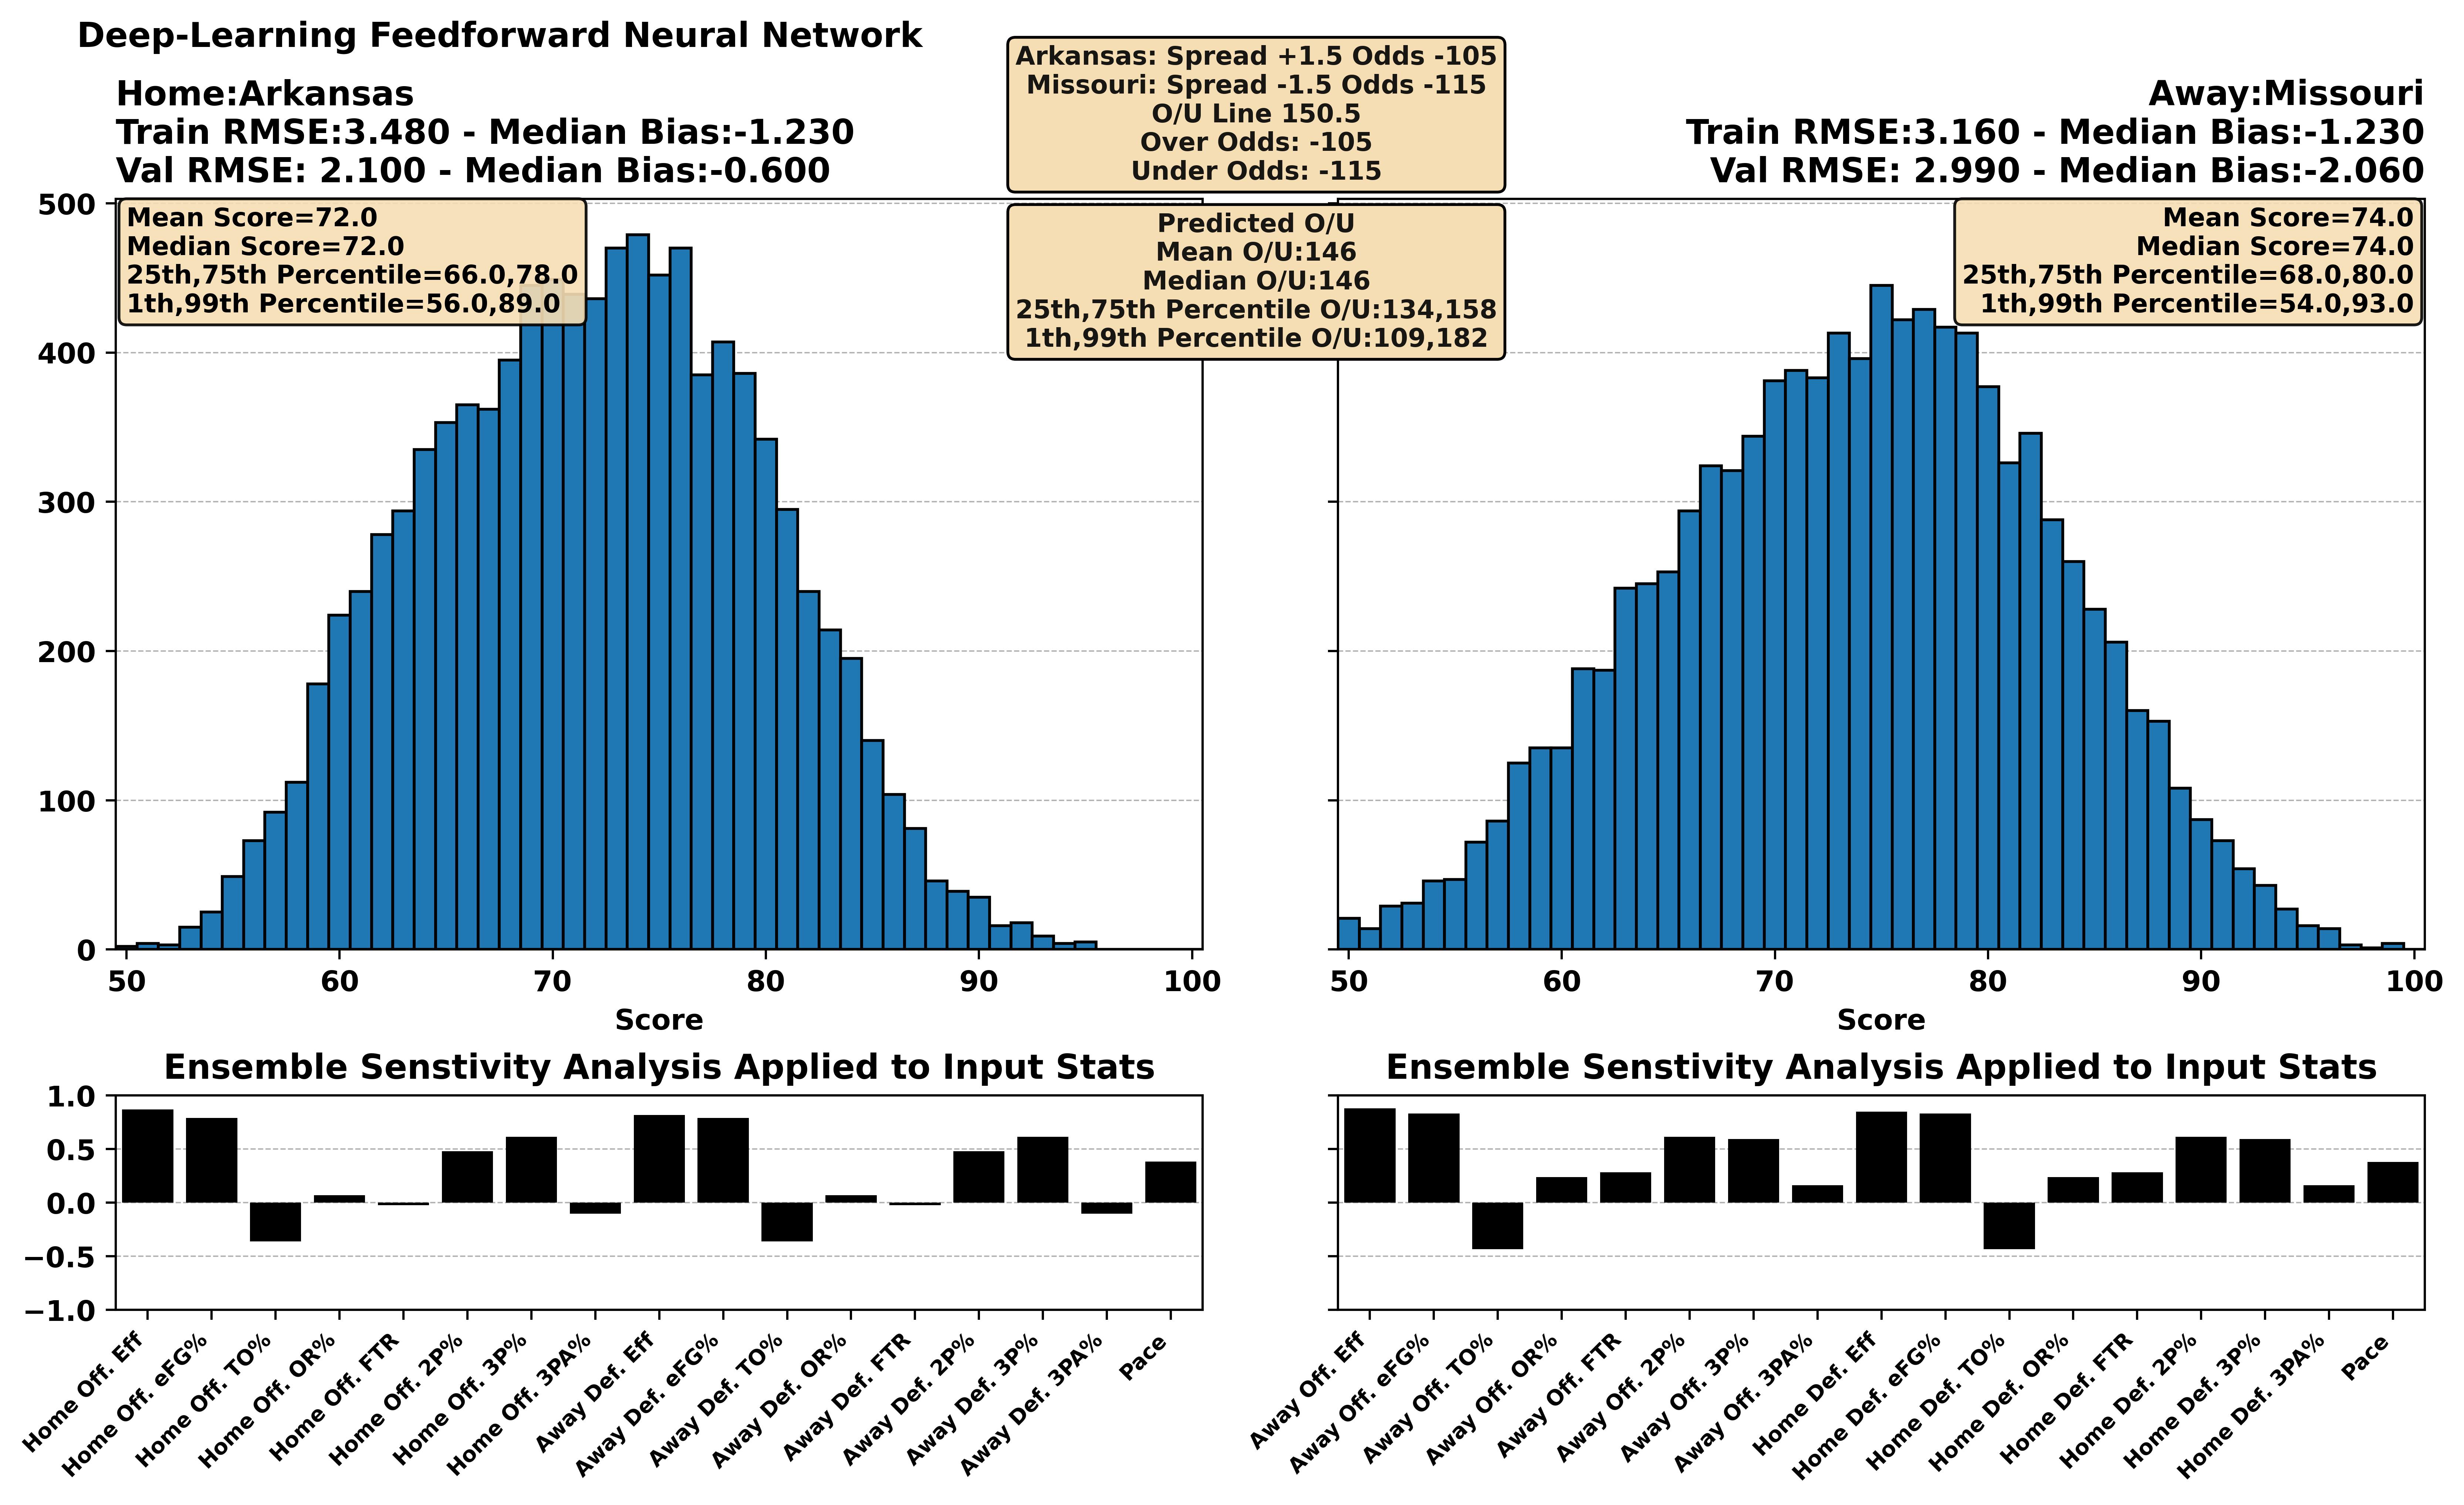 Deep-Learning Feedforward Neural Network
Home:Arkansas
Train RMSE:3.480 - Median Bias:-1.230
Val RMSE: 2.100 - Median Bias:-0.600
Arkansas: Spread +1.5 Odds -105
Missouri: Spread -1.5 Odds -115
O/U Line 150.5
Over Odds: -105
Under Odds: -115
Away:Missouri
Train RMSE:3.160 - Median Bias:-1.230
Val RMSE: 2.990 - Median Bias:-2.060
Mean Score=72.0
Median Score=72.0
25th,75th Percentile=66.0,78.0
1th,99th Percentile=56.0,89.0
Predicted O/U
Mean O/U:146
Median O/U:146
25th,75th Percentile O/U:134,158
1th,99th Percentile O/U:109,182
Mean Score=74.0
Median Score=74.0
25th,75th Percentile=68.0,80.0
1th,99th Percentile=54.0,93.0
500
400
300
200
100
0
50 60 70 80 90 100
Score
50 60 70 80 90 100
Score
Ensemble Senstivity Analysis Applied to Input Stats
1.0
0.5
0.0
−0.5
−1.0
Home Off. Eff
Home Off. eFG%
Home Off. TO%
Home Off. OR%
Home Off. FTR
Home Off. 2P%
Home Off. 3P%
Home Off. 3PA%
Away Def. Eff
Away Def. eFG%
Away Def. TO%
Away Def. OR%
Away Def. FTR
Away Def. 2P%
Away Def. 3P%
Away Def. 3PA%
Pace
Ensemble Senstivity Analysis Applied to Input Stats
Away Off. Eff
Away Off. eFG%
Away Off. TO%
Away Off. OR%
Away Off. FTR
Away Off. 2P%
Away Off. 3P%
Away Off. 3PA%
Home Def. Eff
Home Def. eFG%
Home Def. TO%
Home Def. OR%
Home Def. FTR
Home Def. 2P%
Home Def. 3P%
Home Def. 3PA%
Pace